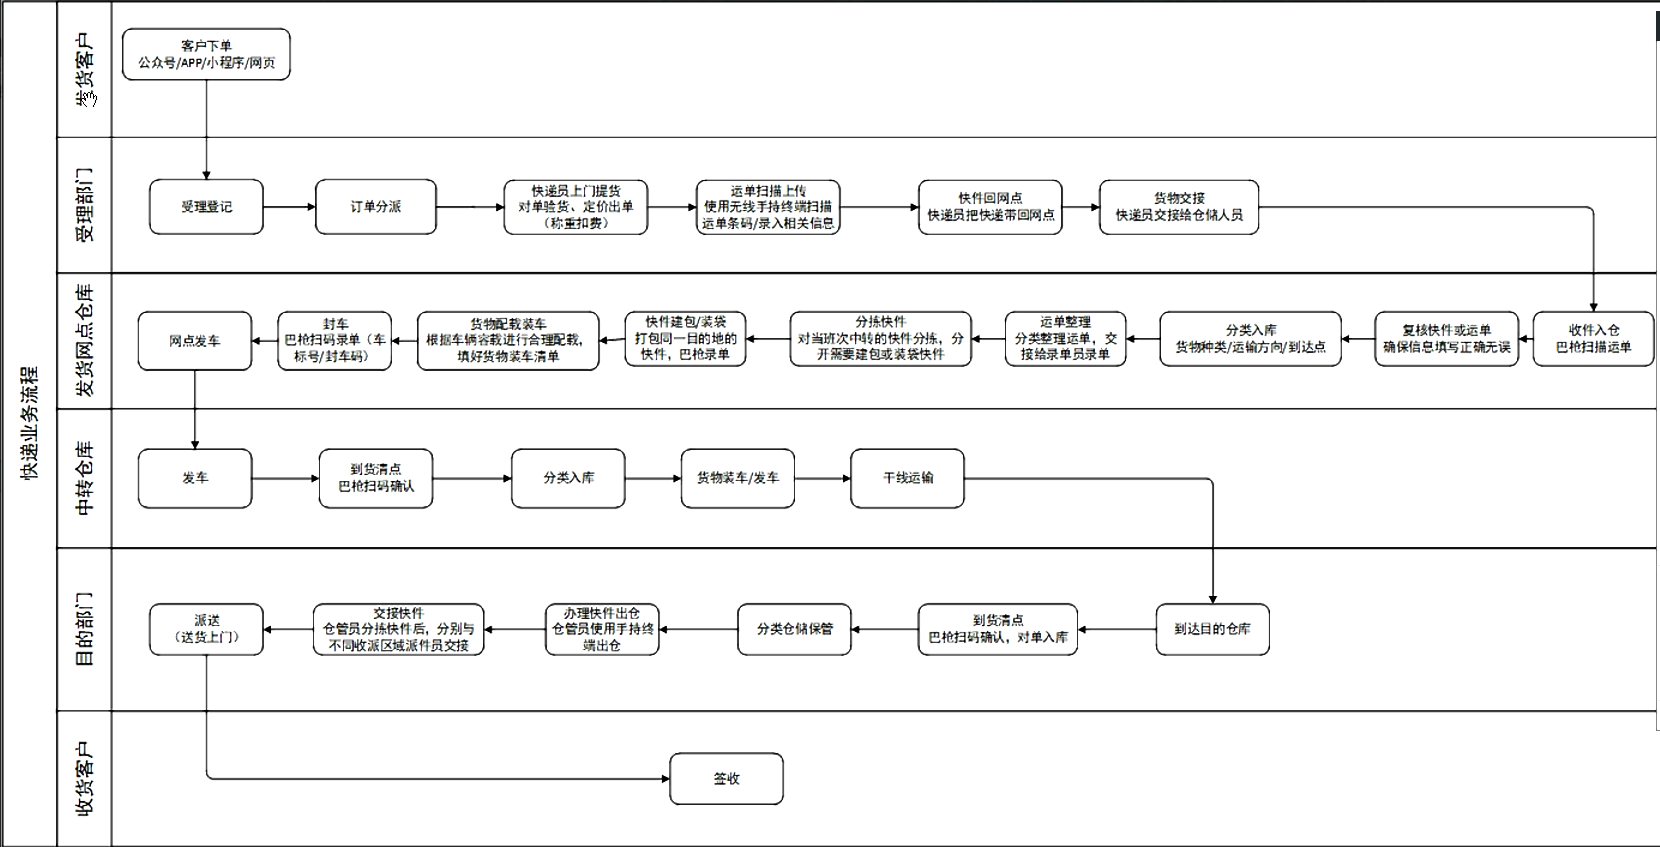 快递业务流程
发货客户
客户下单
公众号/APP/小程序/网页
受理部门
受理登记
订单分派
快递员上门提货
对单验货、定价出单
（称重扣费）
运单扫描上传
使用无线手持终端扫描
运单条码/录入相关信息
快件回网点
快递员把快递带回网点
货物交接
快递员交接给仓储人员
发货网点仓库
收件入仓
巴枪扫描运单
复核快件或运单
确保信息填写正确无误
分类入库
货物种类/运输方向/到达点
运单整理
分类整理运单，交
接给录单员录单
分拣快件
对当班次中转的快件分拣，分
开需要建包或装袋快件
快件建包/装袋
打包同一目的地的
快件，巴枪录单
货物配载装车
根据车辆容载进行合理配载，
填好货物装车清单
封车
巴枪扫码录单（车
标号/封车码）
网点发车
中转仓库
发车
到货清点
巴枪扫码确认
分类入库
货物装车/发车
干线运输
目的部门
到达目的仓库
到货清点
巴枪扫码确认，对单入库
分类仓储保管
办理快件出仓
仓管员使用手持终
端出仓
交接快件
仓管员分拣快件后，分别与
不同收派区域派件员交接
派送
（送货上门）
收货客户
签收